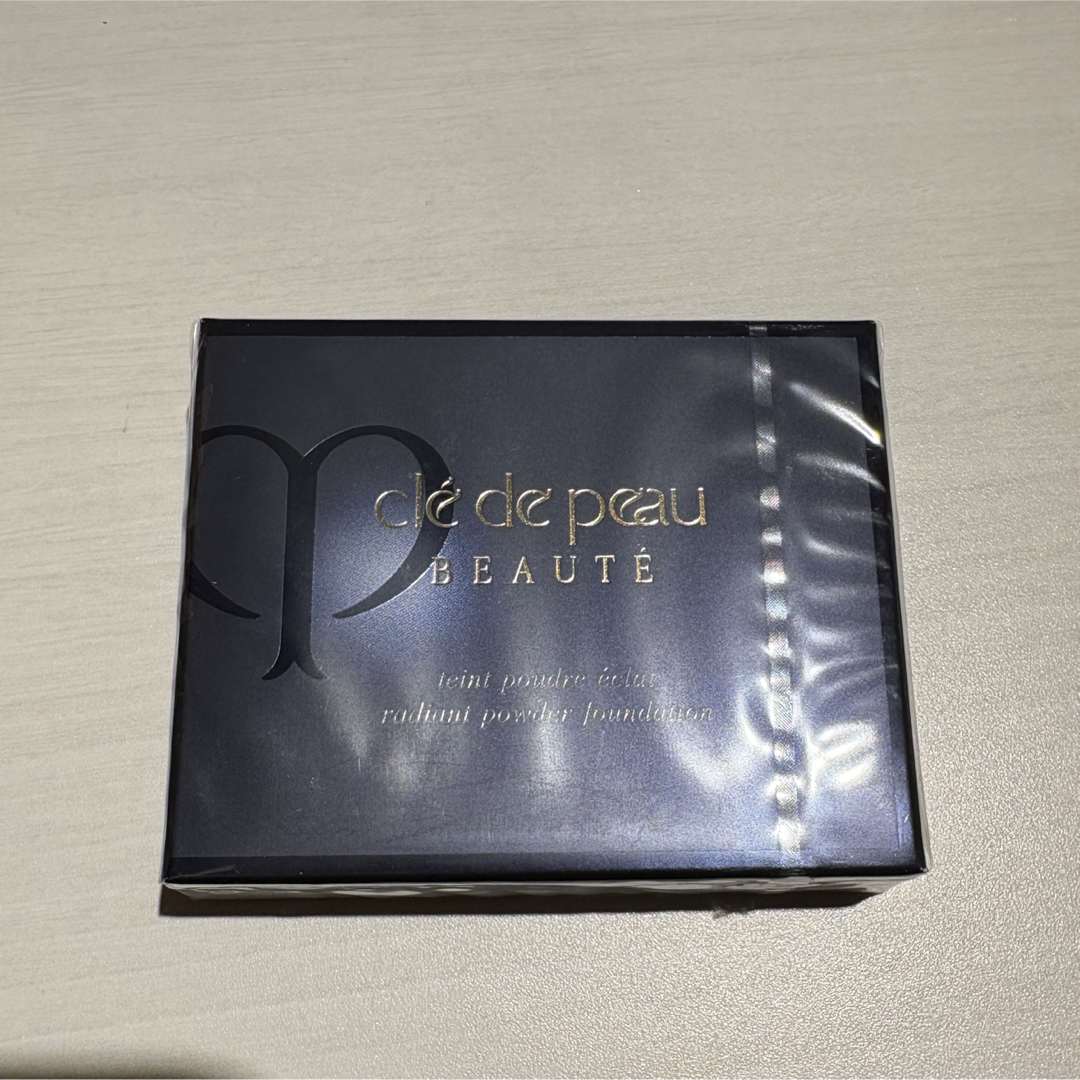 clé de peau
BEAUTÉ
teint poudre éclat
radiant powder foundation